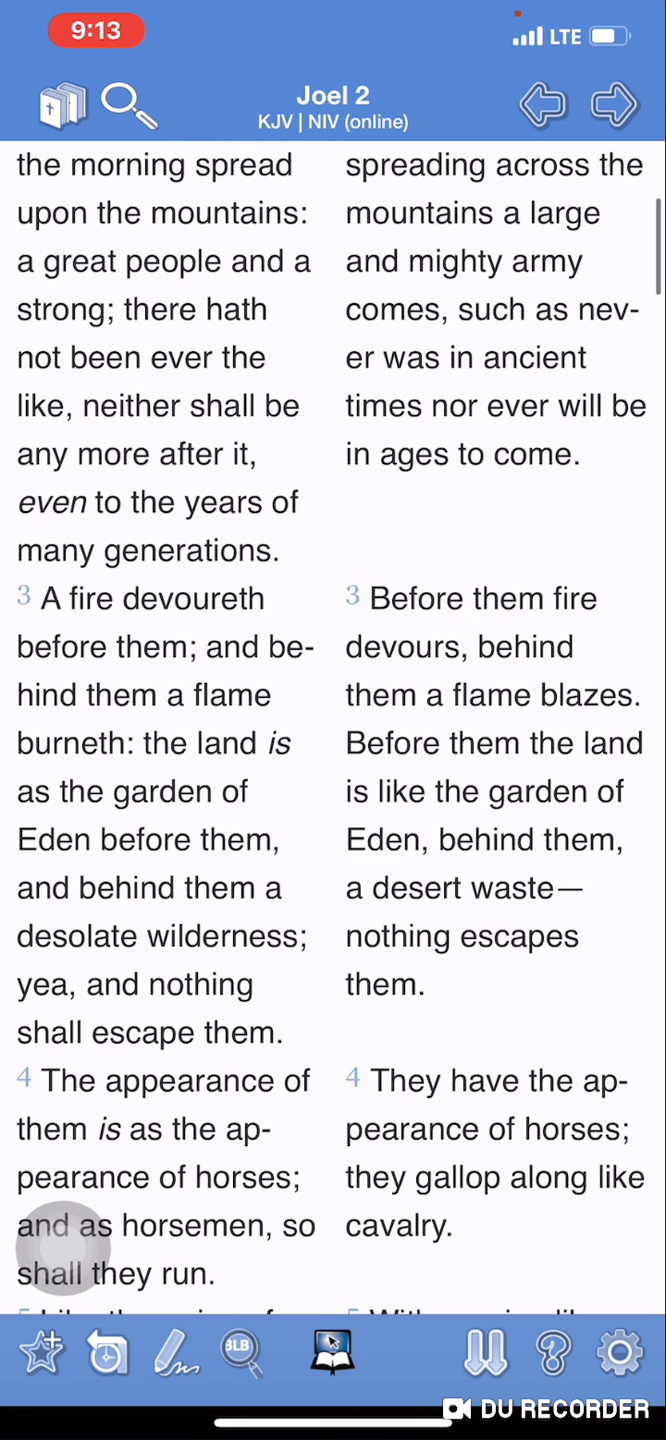 9:13
LTE
Joel 2
KJV | NIV (online)
the morning spread
upon the mountains:
a great people and a
strong; there hath
not been ever the
like, neither shall be
any more after it,
even to the years of
many generations.
3 A fire devoureth
before them; and be-
hind them a flame
burneth: the land is
as the garden of
Eden before them,
and behind them a
desolate wilderness;
yea, and nothing
shall escape them.
4 The appearance of
them is as the ap-
pearance of horses;
and as horsemen, so
shall they run.
spreading across the
mountains a large
and mighty army
comes, such as nev-
er was in ancient
times nor ever will be
in ages to come.
3 Before them fire
devours, behind
them a flame blazes.
Before them the land
is like the garden of
Eden, behind them,
a desert waste—
nothing escapes
them.
4 They have the ap-
pearance of horses;
they gallop along like
cavalry.
BLB
DU RECORDER